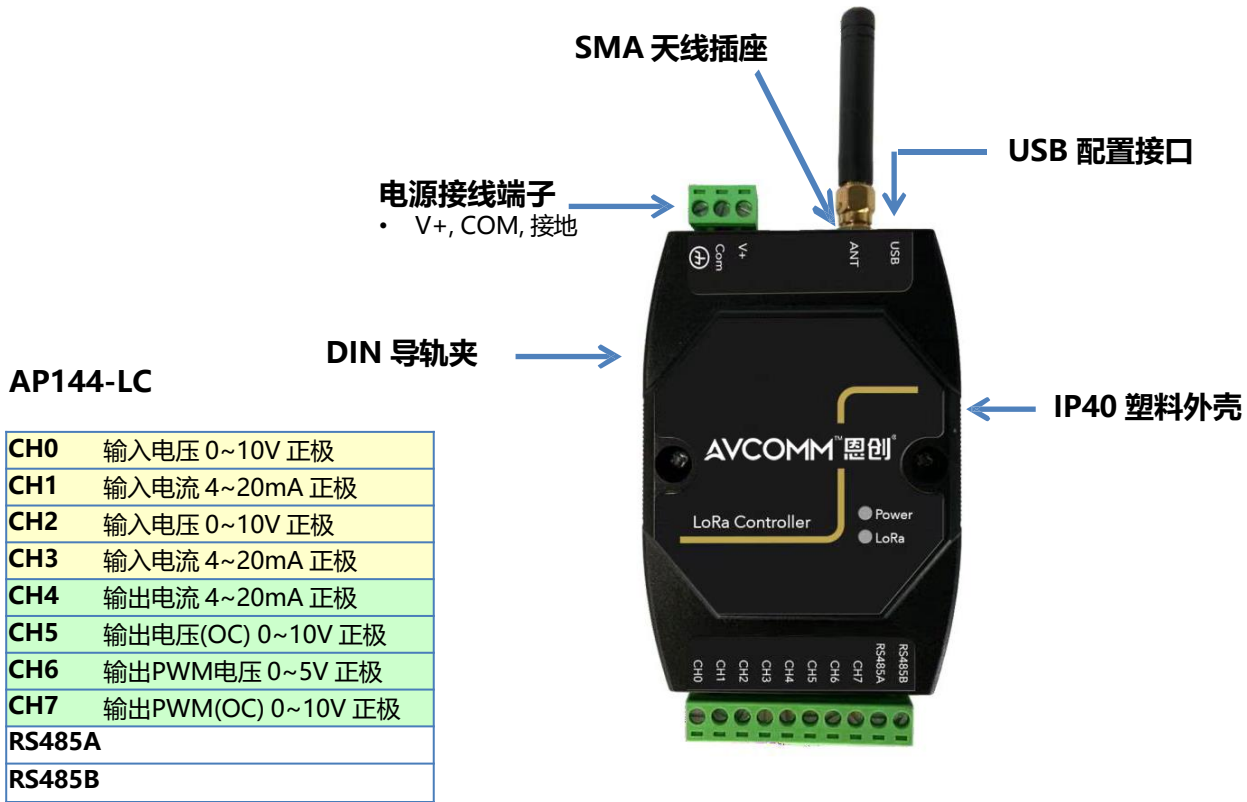 SMA 天线插座
USB 配置接口
电源接线端子
• V+, COM, 接地
Com
V+
ANT
USB
DIN 导轨夹
IP40 塑料外壳
AVCOMM™ 恩创®
LoRa Controller
Power
LoRa
CH0
CH1
CH2
CH3
CH4
CH5
CH6
CH7
RS485A
RS485B
AP144-LC
CH0 输入电压 0~10V 正极
CH1 输入电流 4~20mA 正极
CH2 输入电压 0~10V 正极
CH3 输入电流 4~20mA 正极
CH4 输出电流 4~20mA 正极
CH5 输出电压(OC) 0~10V 正极
CH6 输出PWM电压 0~5V 正极
CH7 输出PWM(OC) 0~10V 正极
RS485A
RS485B